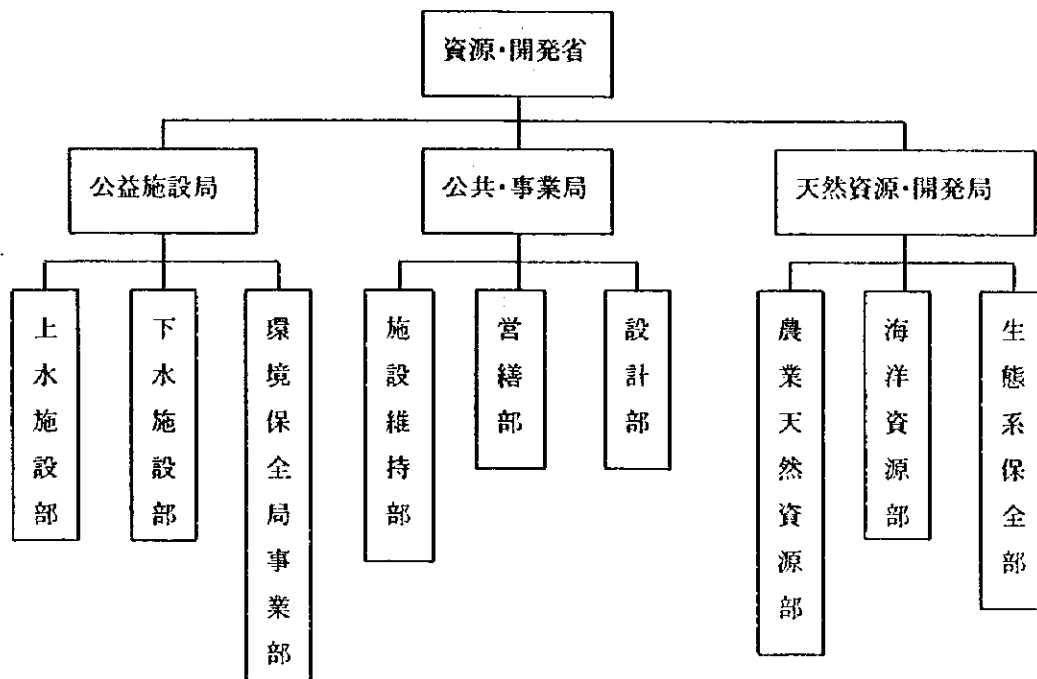 資源・開発省
公益施設局
公共・事業局
天然資源・開発局
上水施設部
下水施設部
環境保全局事業部
施設維持部
営繕部
設計部
農業天然資源部
海洋資源部
生態系保全部